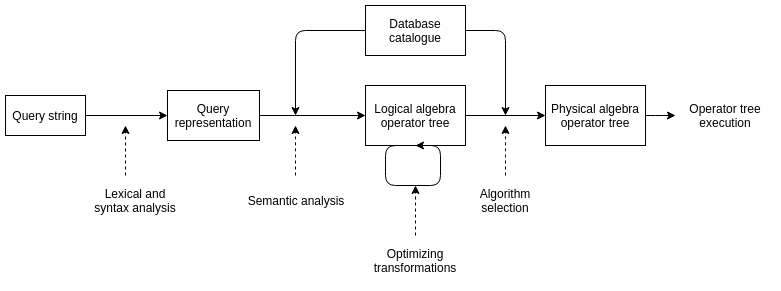 Database
catalogue
Query string
Query
representation
Logical algebra
operator tree
Physical algebra
operator tree
Operator tree
execution
Lexical and
syntax analysis
Semantic analysis
Algorithm
selection
Optimizing
transformations